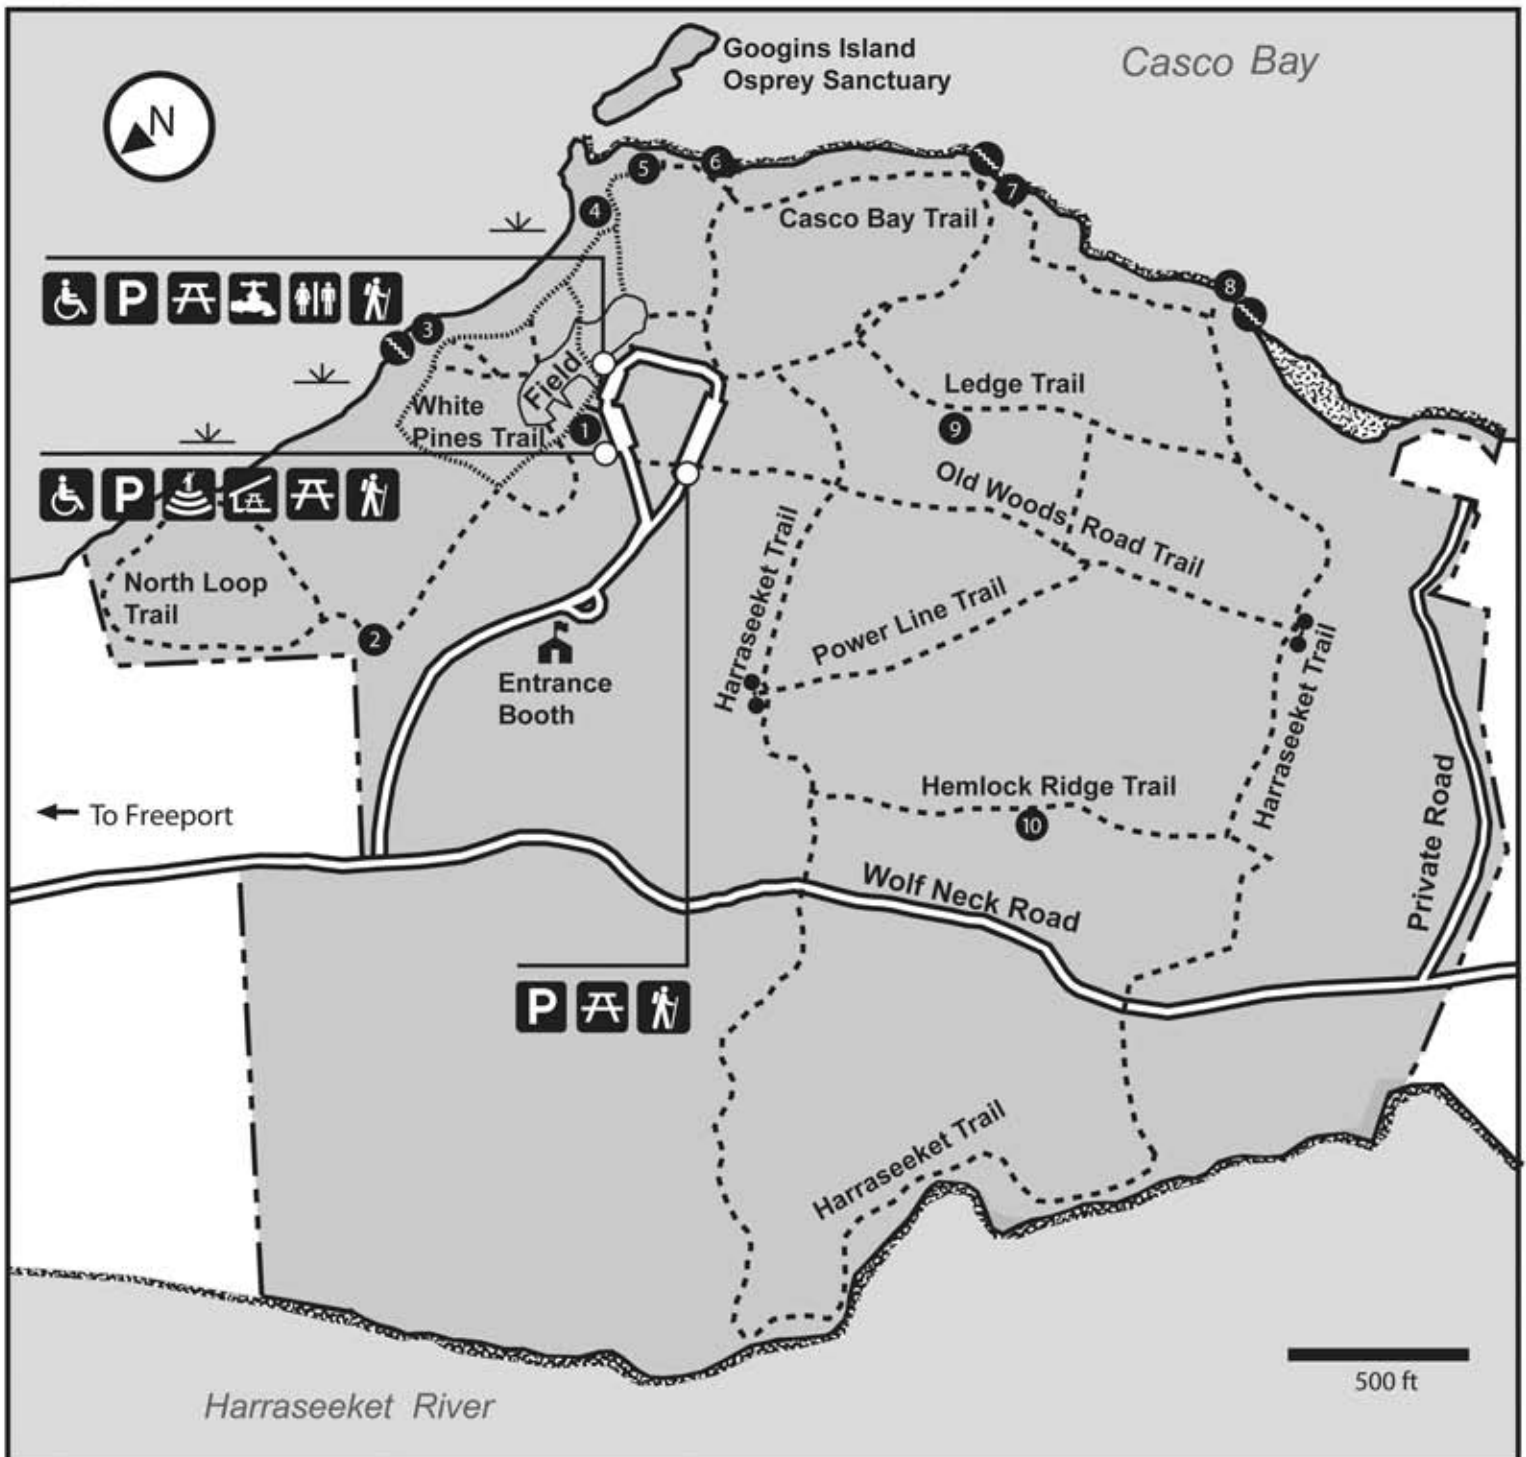 Googins Island
Osprey Sanctuary
Casco Bay
N
5
6
7
4
Casco Bay Trail
8
P
3
Field
Ledge Trail
White
Pines Trail
1
9
P
Old Woods Road Trail
North Loop
Trail
2
Harraseeket Trail
Power Line Trail
Harraseeket Trail
Entrance
Booth
Hemlock Ridge Trail
10
To Freeport
Private Road
Wolf Neck Road
P
Harraseeket Trail
500 ft
Harraseeket River